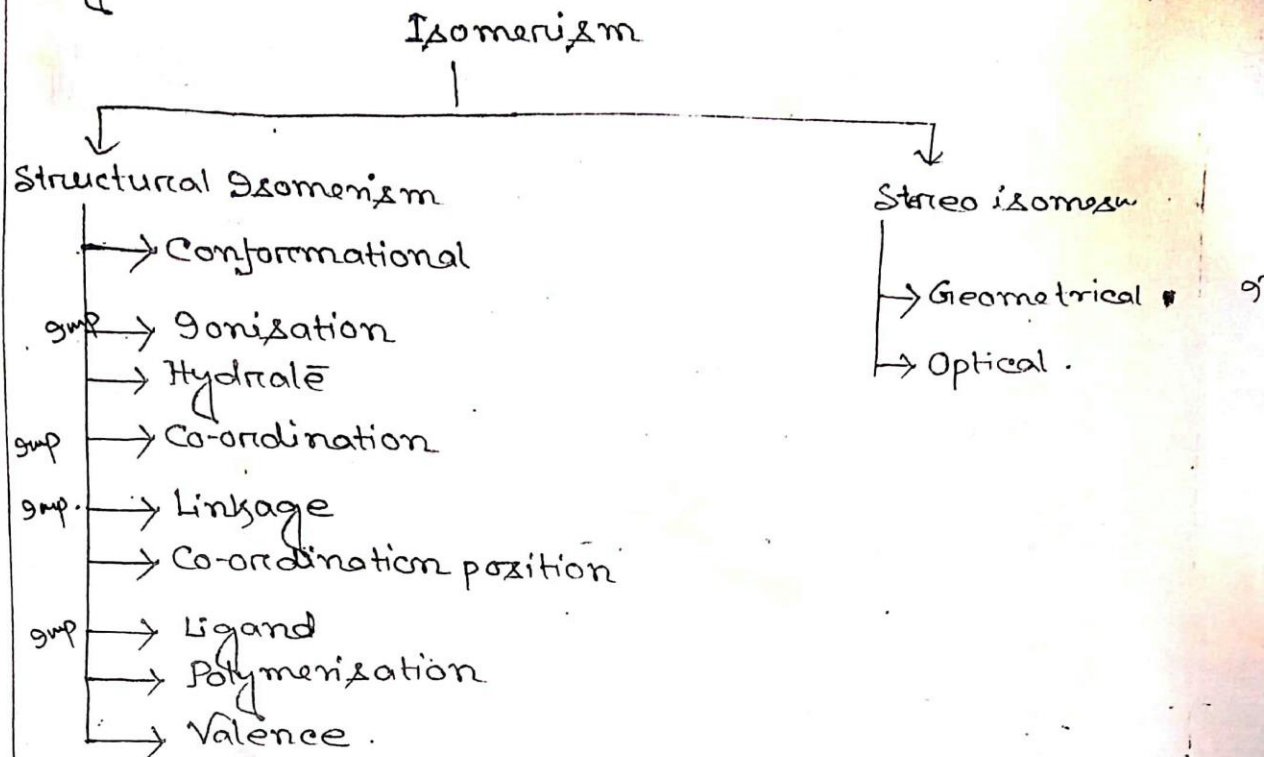 Isomerism
Structural Isomerism
→ Conformational
Imp → Ionisation
→ Hydrate
Imp → Co-ordination
Imp. → Linkage
→ Co-ordination position
Imp → Ligand
→ Polymerisation
→ Valence.
Stereo
→ Geometrical
→ Optical.